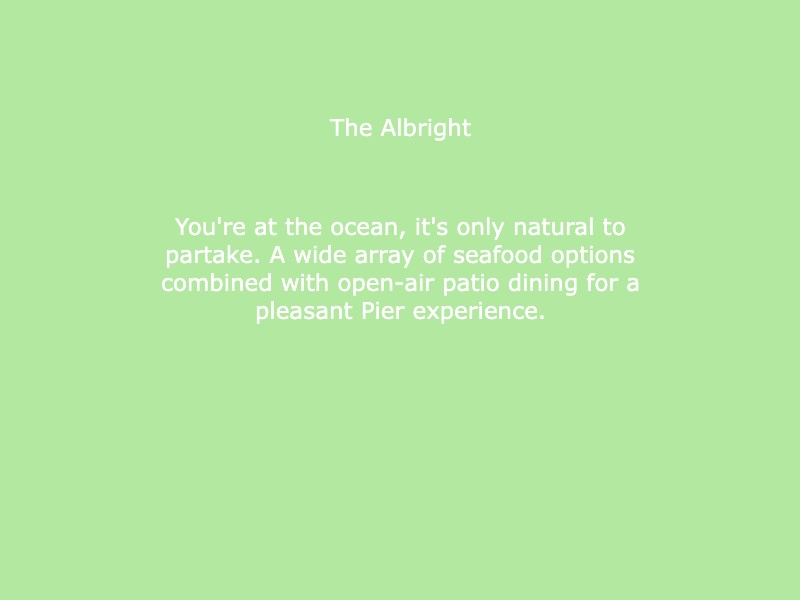 The Albright
You're at the ocean, it's only natural to
partake. A wide array of seafood options
combined with open-air patio dining for a
pleasant Pier experience.